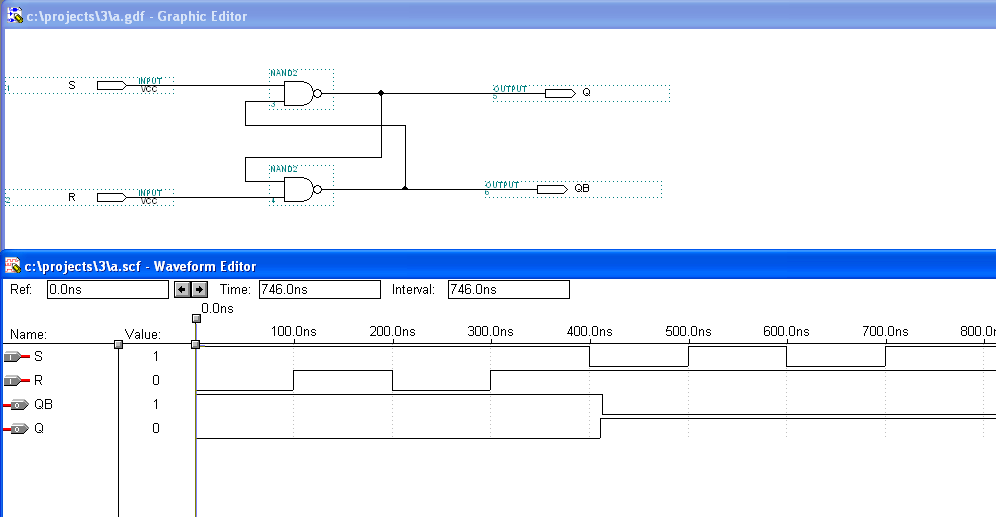 c:\projects\3\a.gdf - Graphic Editor
NAND2
1 S INPUT VCC
3
OUTPUT
5 Q
NAND2
2 R INPUT VCC
4
OUTPUT
6 QB
c:\projects\3\a.scf - Waveform Editor
Ref: 0.0ns Time: 746.0ns Interval: 746.0ns
0.0ns
Name: Value: 100.0ns 200.0ns 300.0ns 400.0ns 500.0ns 600.0ns 700.0ns 800.0
S 1
R 0
QB 1
Q 0